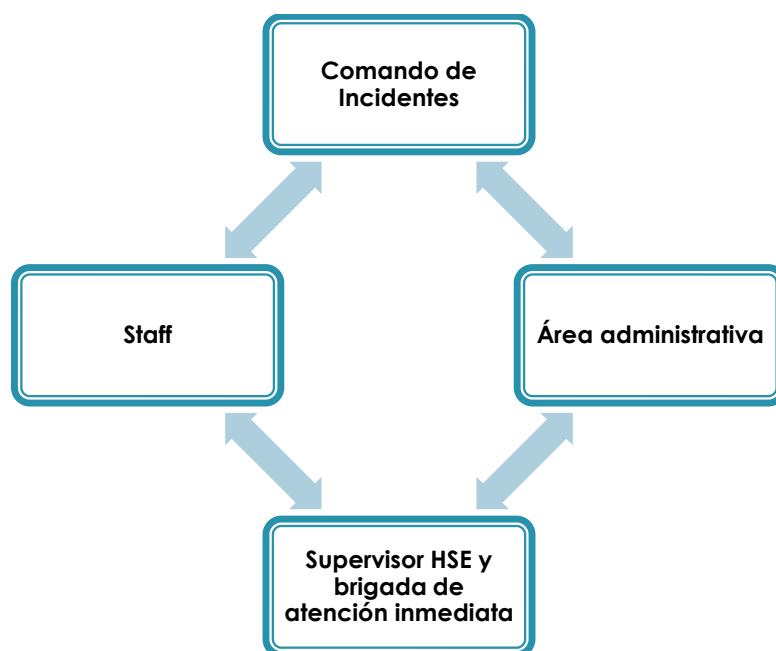 Comando de
Incidentes
Staff
Área administrativa
Supervisor HSE y
brigada de
atención inmediata